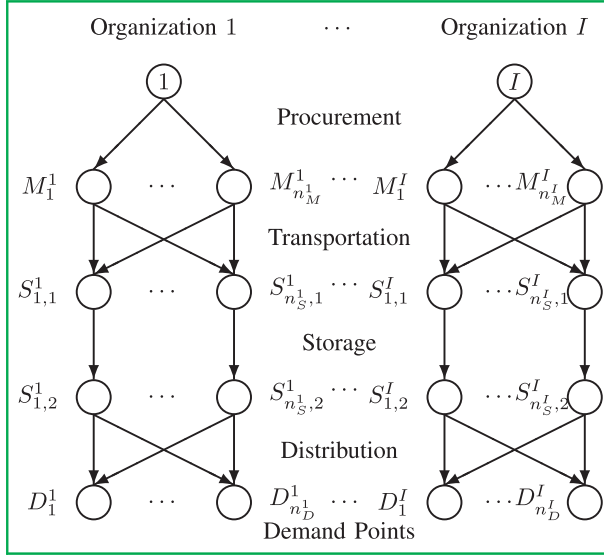 Organization 1 ⋯ Organization I
1 I
Procurement
M_1^1 ⋯ M_{n_M^1}^1 ⋯ M_1^I ⋯ M_{n_M^I}^I
Transportation
S_{1,1}^1 ⋯ S_{n_S^1,1}^1 ⋯ S_{1,1}^I ⋯ S_{n_S^I,1}^I
Storage
S_{1,2}^1 ⋯ S_{n_S^1,2}^1 ⋯ S_{1,2}^I ⋯ S_{n_S^I,2}^I
Distribution
D_1^1 ⋯ D_{n_D^1}^1 ⋯ D_1^I ⋯ D_{n_D^I}^I
Demand Points